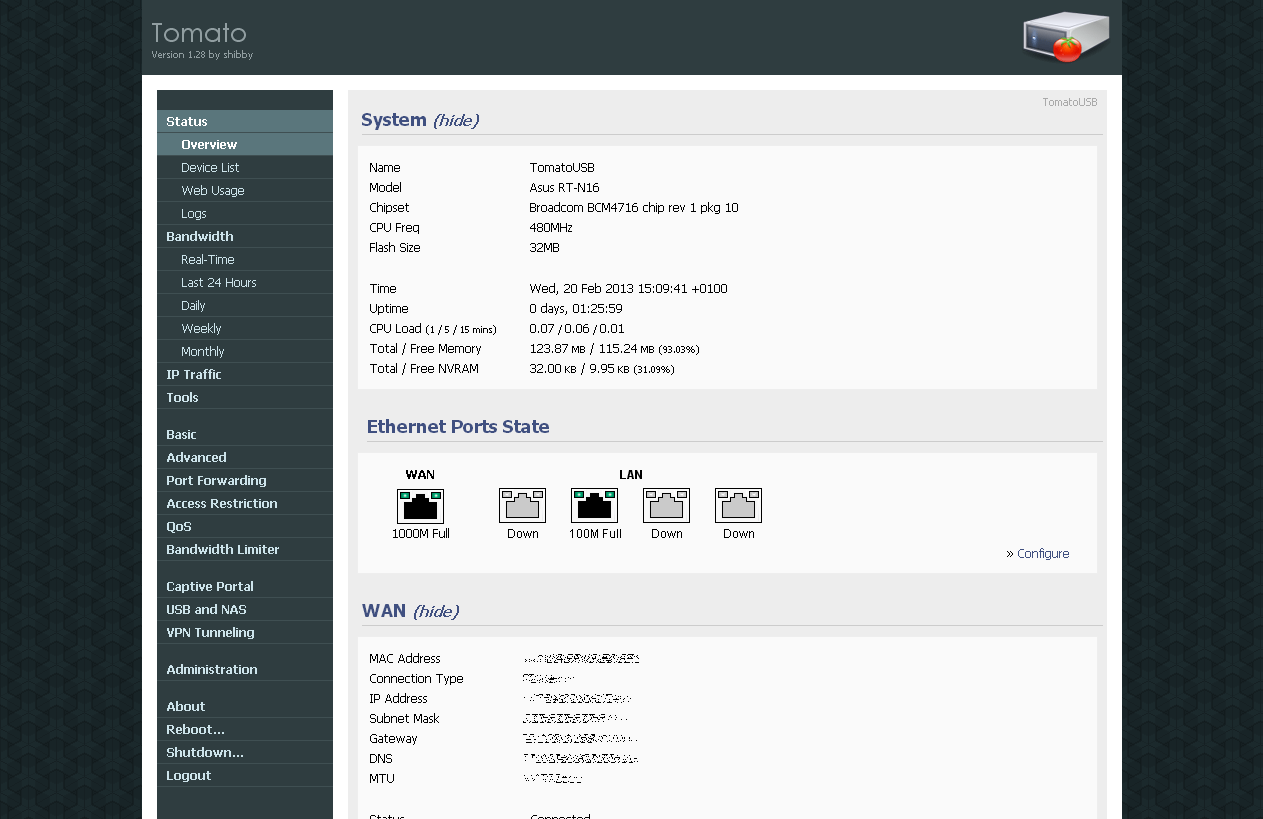 Tomato
Version 1.28 by shibby
Status
Overview
Device List
Web Usage
Logs
Bandwidth
Real-Time
Last 24 Hours
Daily
Weekly
Monthly
IP Traffic
Tools
Basic
Advanced
Port Forwarding
Access Restriction
QoS
Bandwidth Limiter
Captive Portal
USB and NAS
VPN Tunneling
Administration
About
Reboot...
Shutdown...
Logout
TomatoUSB
System (hide)
Name TomatoUSB
Model Asus RT-N16
Chipset Broadcom BCM4716 chip rev 1 pkg 10
CPU Freq 480MHz
Flash Size 32MB
Time Wed, 20 Feb 2013 15:09:41 +0100
Uptime 0 days, 01:25:59
CPU Load (1 / 5 / 15 mins) 0.07 / 0.06 / 0.01
Total / Free Memory 123.87 MB / 115.24 MB (93.03%)
Total / Free NVRAM 32.00 KB / 9.95 KB (31.09%)
Ethernet Ports State
WAN LAN
1000M Full Down 100M Full Down Down
» Configure
WAN (hide)
MAC Address
Connection Type
IP Address
Subnet Mask
Gateway
DNS
MTU
Status Connected